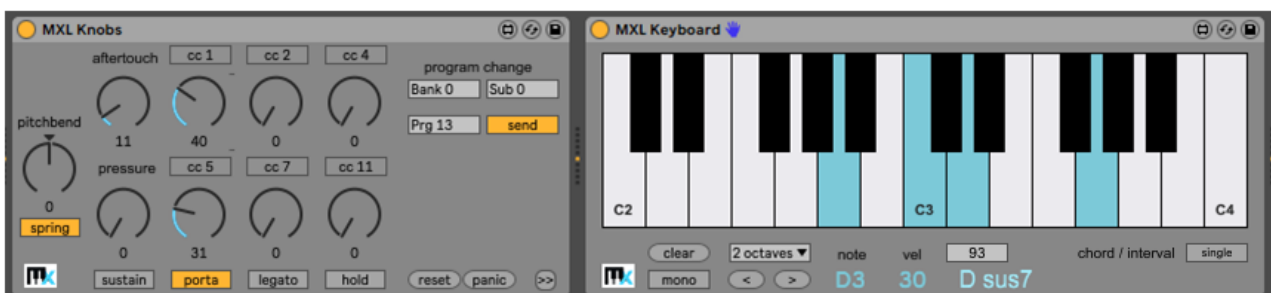 MXL Knobs
aftertouch cc 1 cc 2 cc 4
11 40 0 0
pitchbend
0
spring
pressure cc 5 cc 7 cc 11
0 31 0 0
sustain porta legato hold reset panic >>
program change
Bank 0 Sub 0
Prg 13 send
mx
MXL Keyboard
C2 C3 C4
clear 2 octaves note vel 93 chord / interval single
mono < > D3 30 D sus7
mx